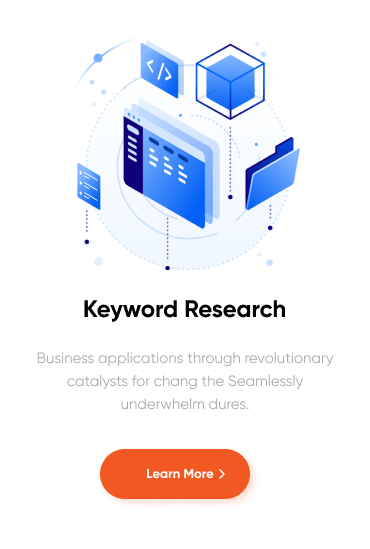 </>
Keyword Research
Business applications through revolutionary
catalysts for chang the Seamlessly
underwhelm dures.
Learn More